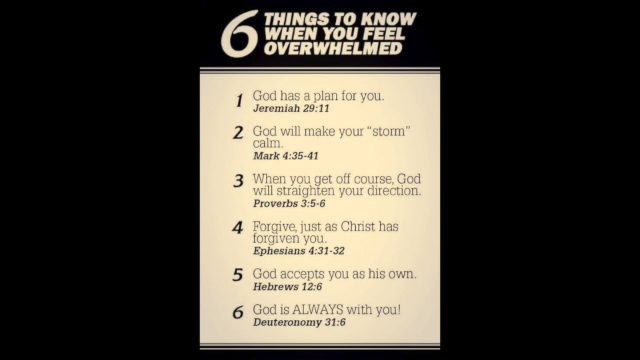 6 THINGS TO KNOW
WHEN YOU FEEL
OVERWHELMED
1 God has a plan for you.
Jeremiah 29:11
2 God will make your “storm”
calm.
Mark 4:35-41
3 When you get off course, God
will straighten your direction.
Proverbs 3:5-6
4 Forgive, just as Christ has
forgiven you.
Ephesians 4:31-32
5 God accepts you as his own.
Hebrews 12:6
6 God is ALWAYS with you!
Deuteronomy 31:6